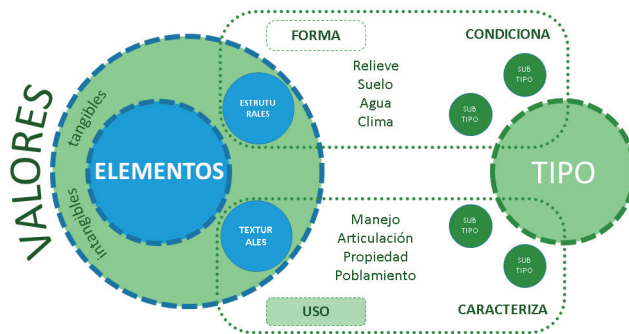 VALORES
tangibles
intangibles
ELEMENTOS
ESTRUTU
RALES
TEXTUR
ALES
FORMA
CONDICIONA
Relieve
Suelo
Agua
Clima
SUB
TIPO
SUB
TIPO
TIPO
Manejo
Articulación
Propiedad
Poblamiento
SUB
TIPO
SUB
TIPO
USO
CARACTERIZA